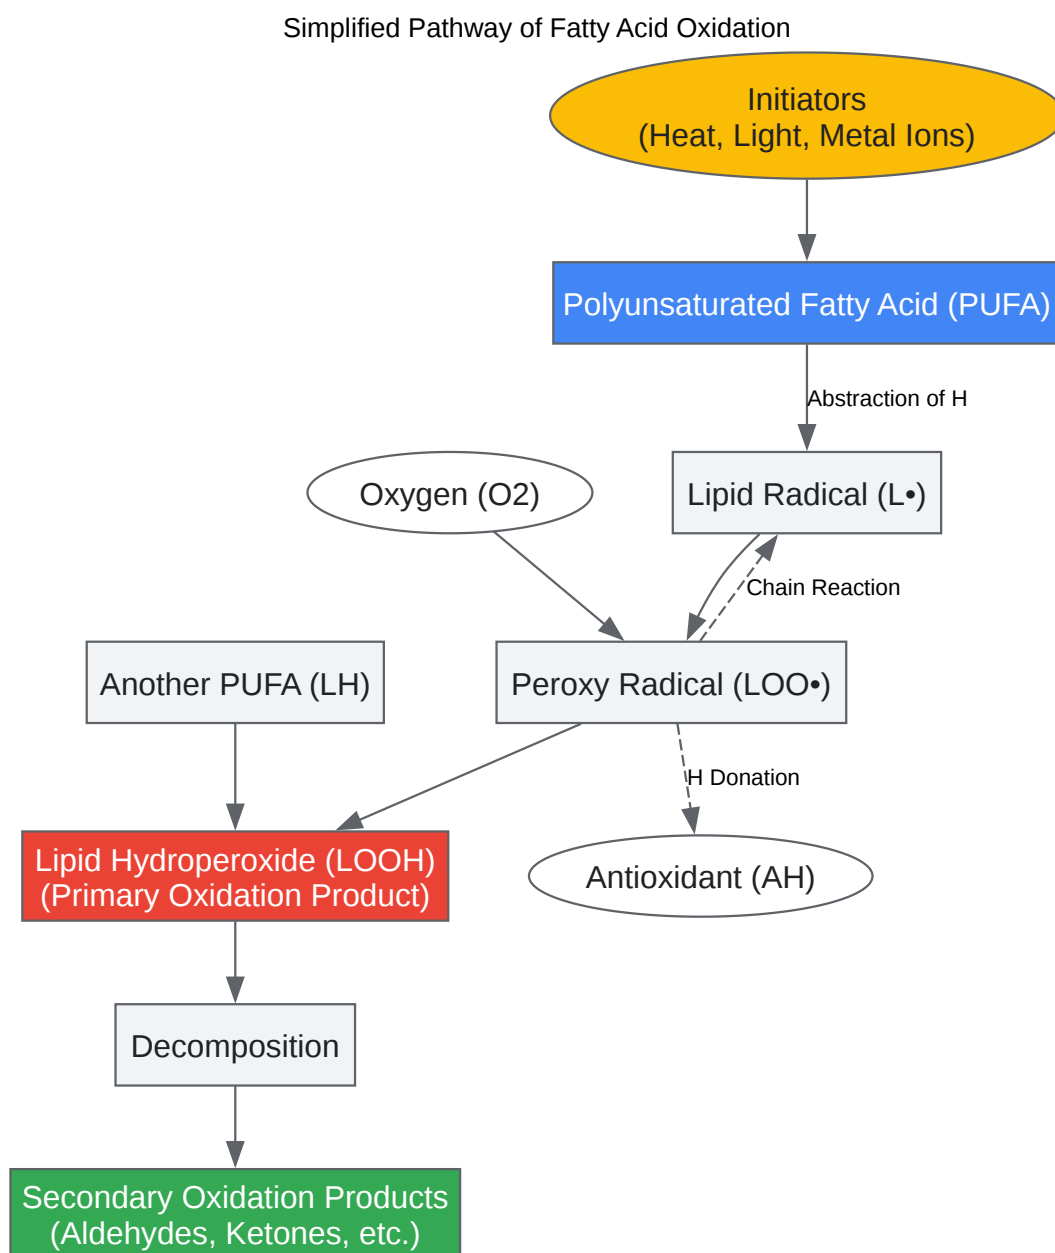 Simplified Pathway of Fatty Acid Oxidation
Initiators
(Heat, Light, Metal Ions)
Polyunsaturated Fatty Acid (PUFA)
Abstraction of H
Oxygen (O2)
Lipid Radical (L•)
Chain Reaction
Another PUFA (LH)
Peroxy Radical (LOO•)
H Donation
Lipid Hydroperoxide (LOOH)
(Primary Oxidation Product)
Antioxidant (AH)
Decomposition
Secondary Oxidation Products
(Aldehydes, Ketones, etc.)